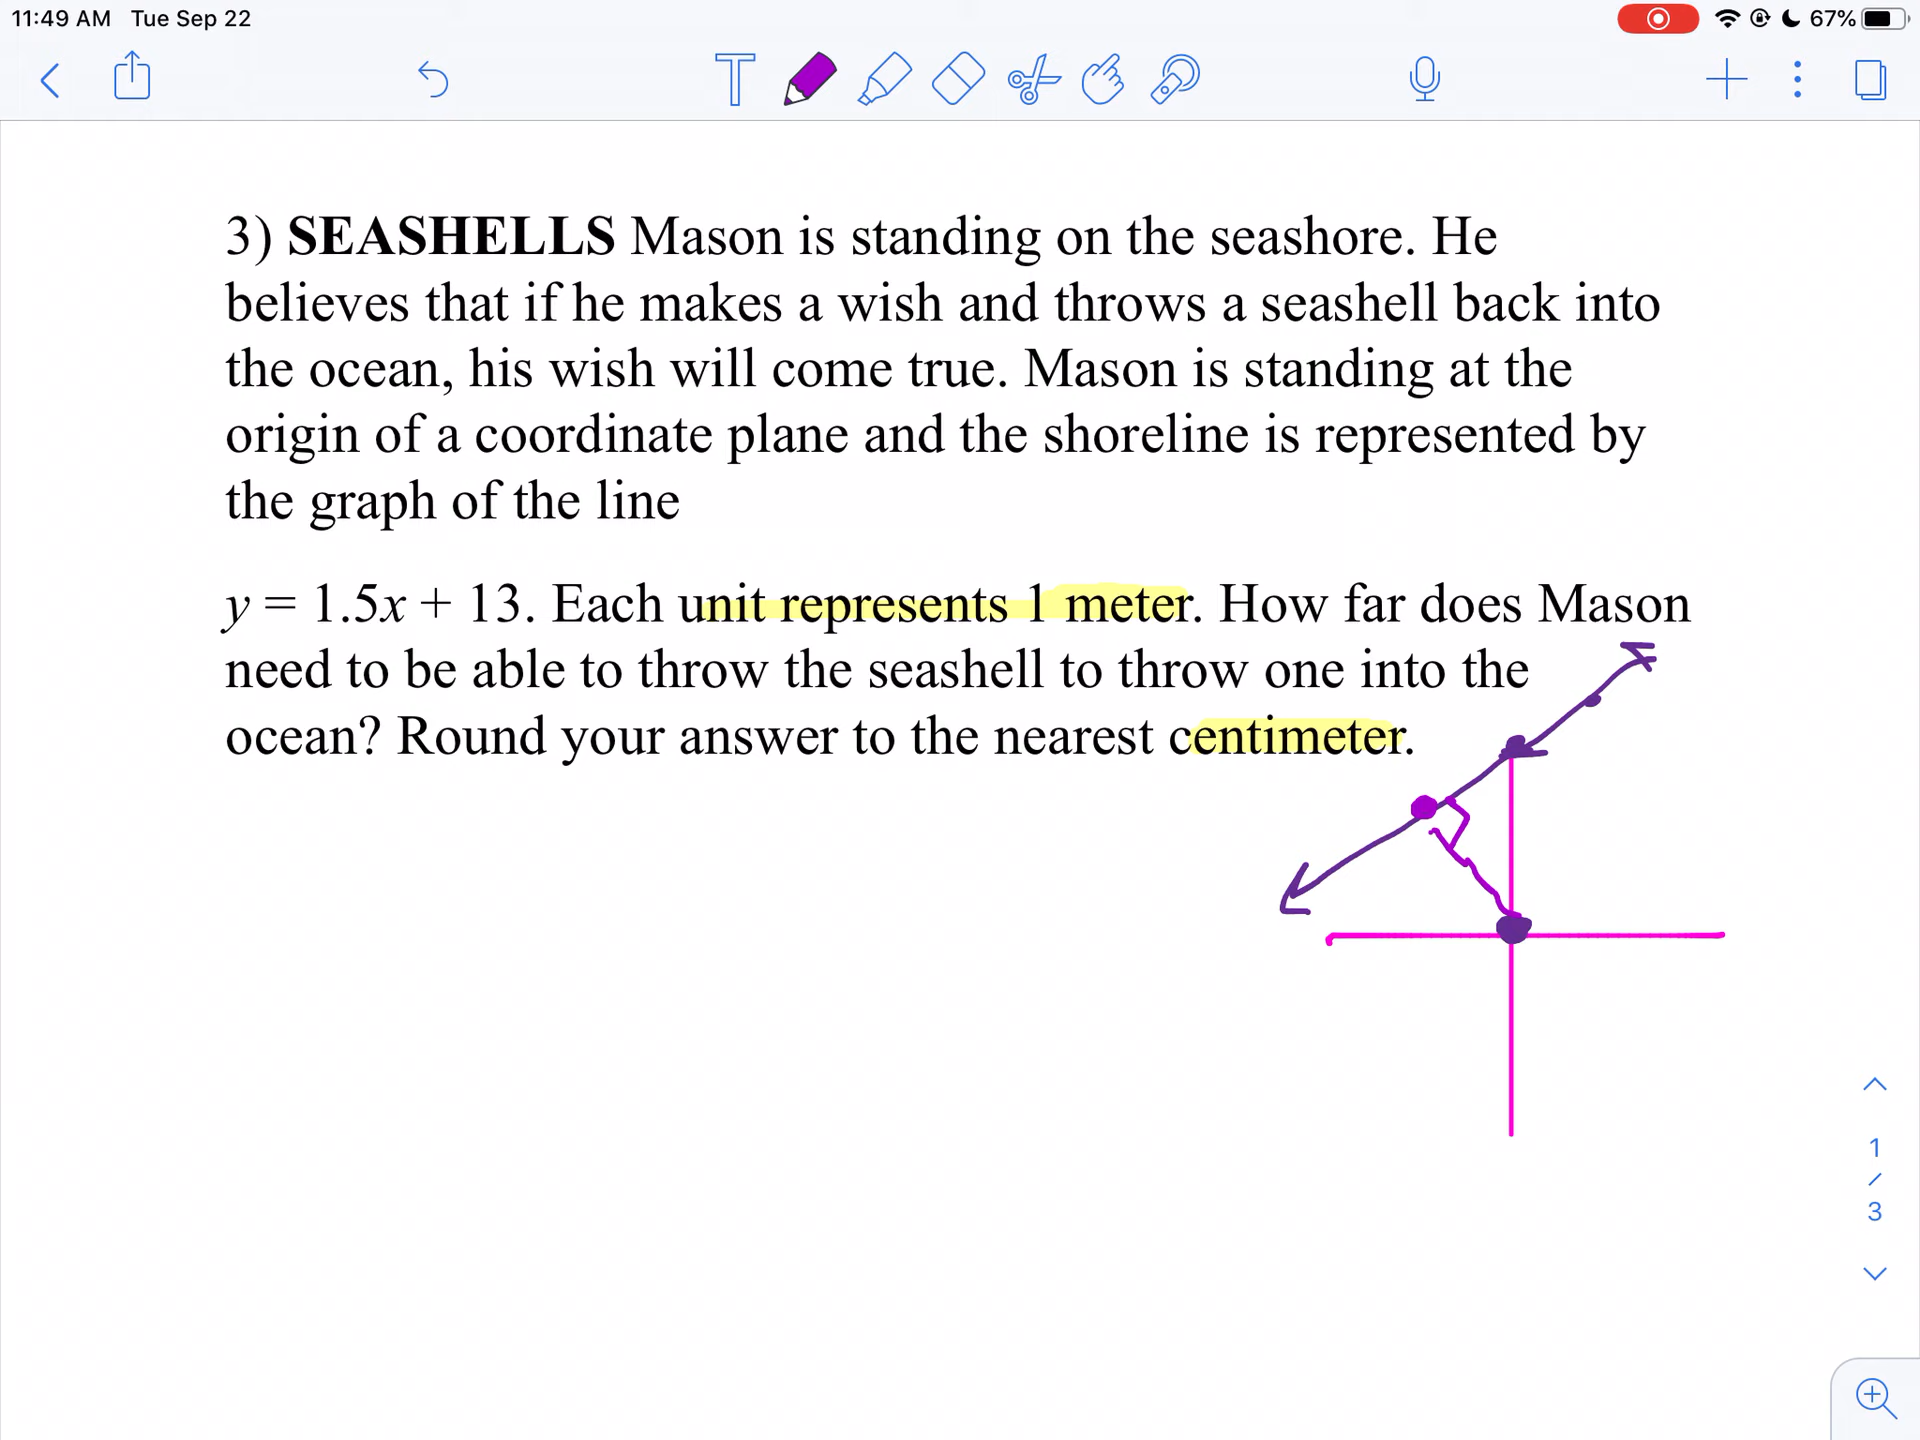 11:49 AM Tue Sep 22 67%
T
3) SEASHELLS Mason is standing on the seashore. He
believes that if he makes a wish and throws a seashell back into
the ocean, his wish will come true. Mason is standing at the
origin of a coordinate plane and the shoreline is represented by
the graph of the line
y = 1.5x + 13. Each unit represents 1 meter. How far does Mason
need to be able to throw the seashell to throw one into the
ocean? Round your answer to the nearest centimeter.
1
/
3